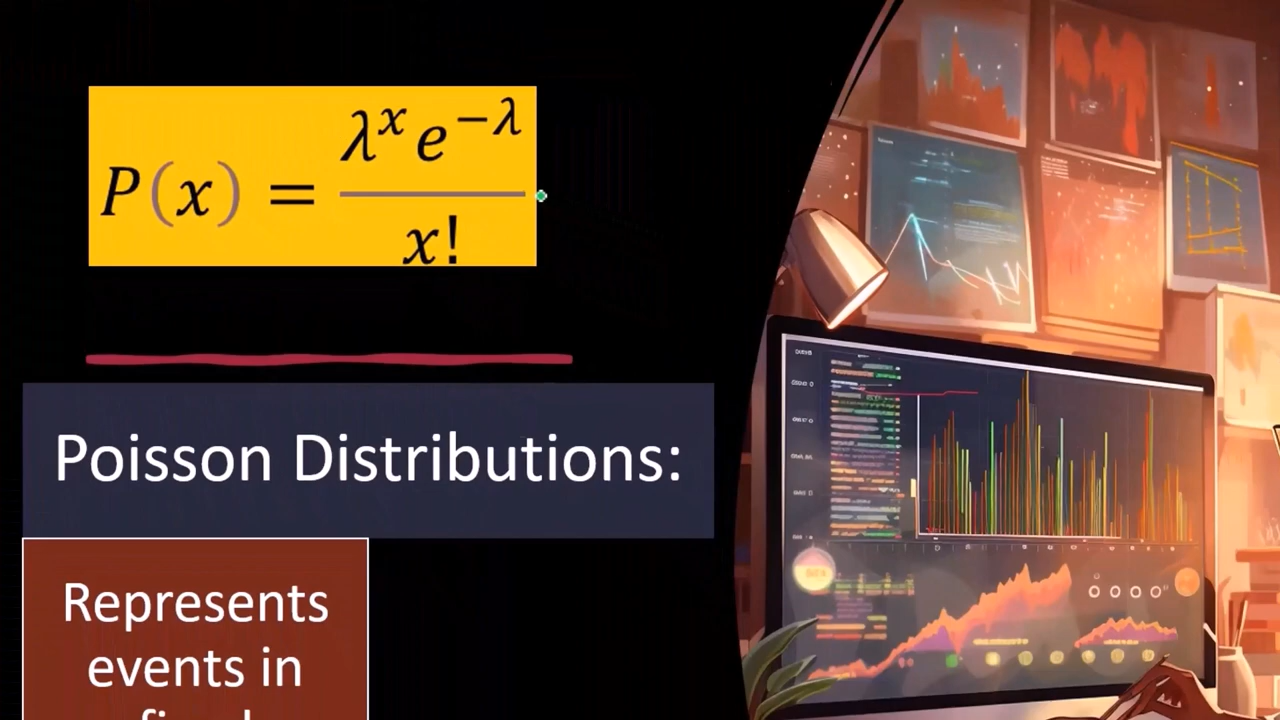 P(x) = λ^x e^{−λ} / x!
Poisson Distributions:
Represents
events in